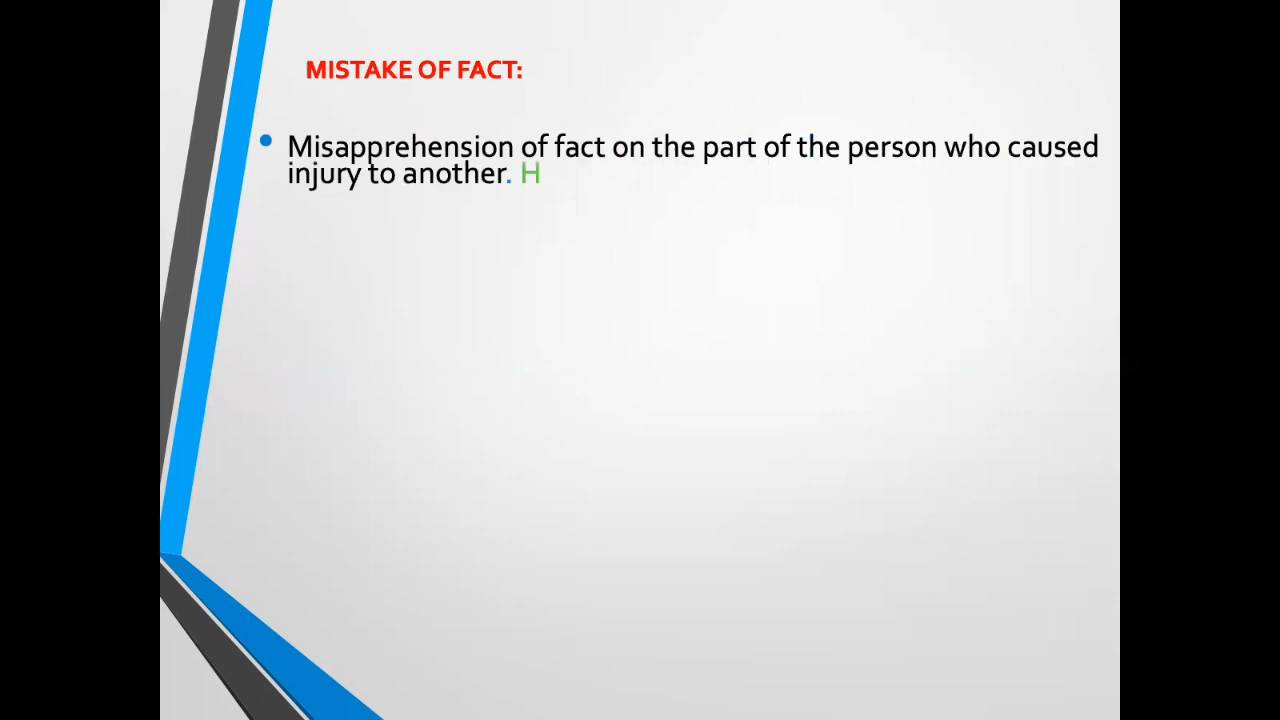 MISTAKE OF FACT:
Misapprehension of fact on the part of the person who caused
injury to another. H